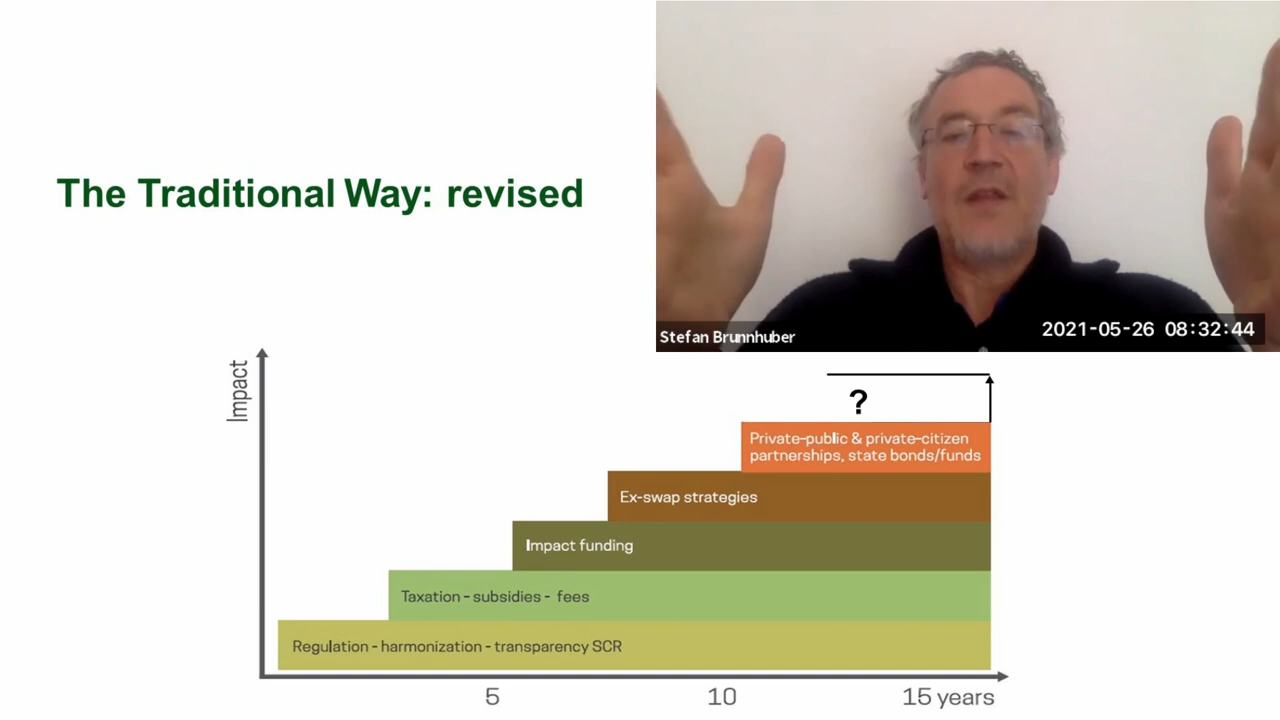 The Traditional Way: revised
Stefan Brunnhuber
2021-05-26 08:32:44
Impact
?
Private-public & private-citizen
partnerships, state bonds/funds
Ex-swap strategies
Impact funding
Taxation - subsidies - fees
Regulation - harmonization - transparency SCR
5 10 15 years